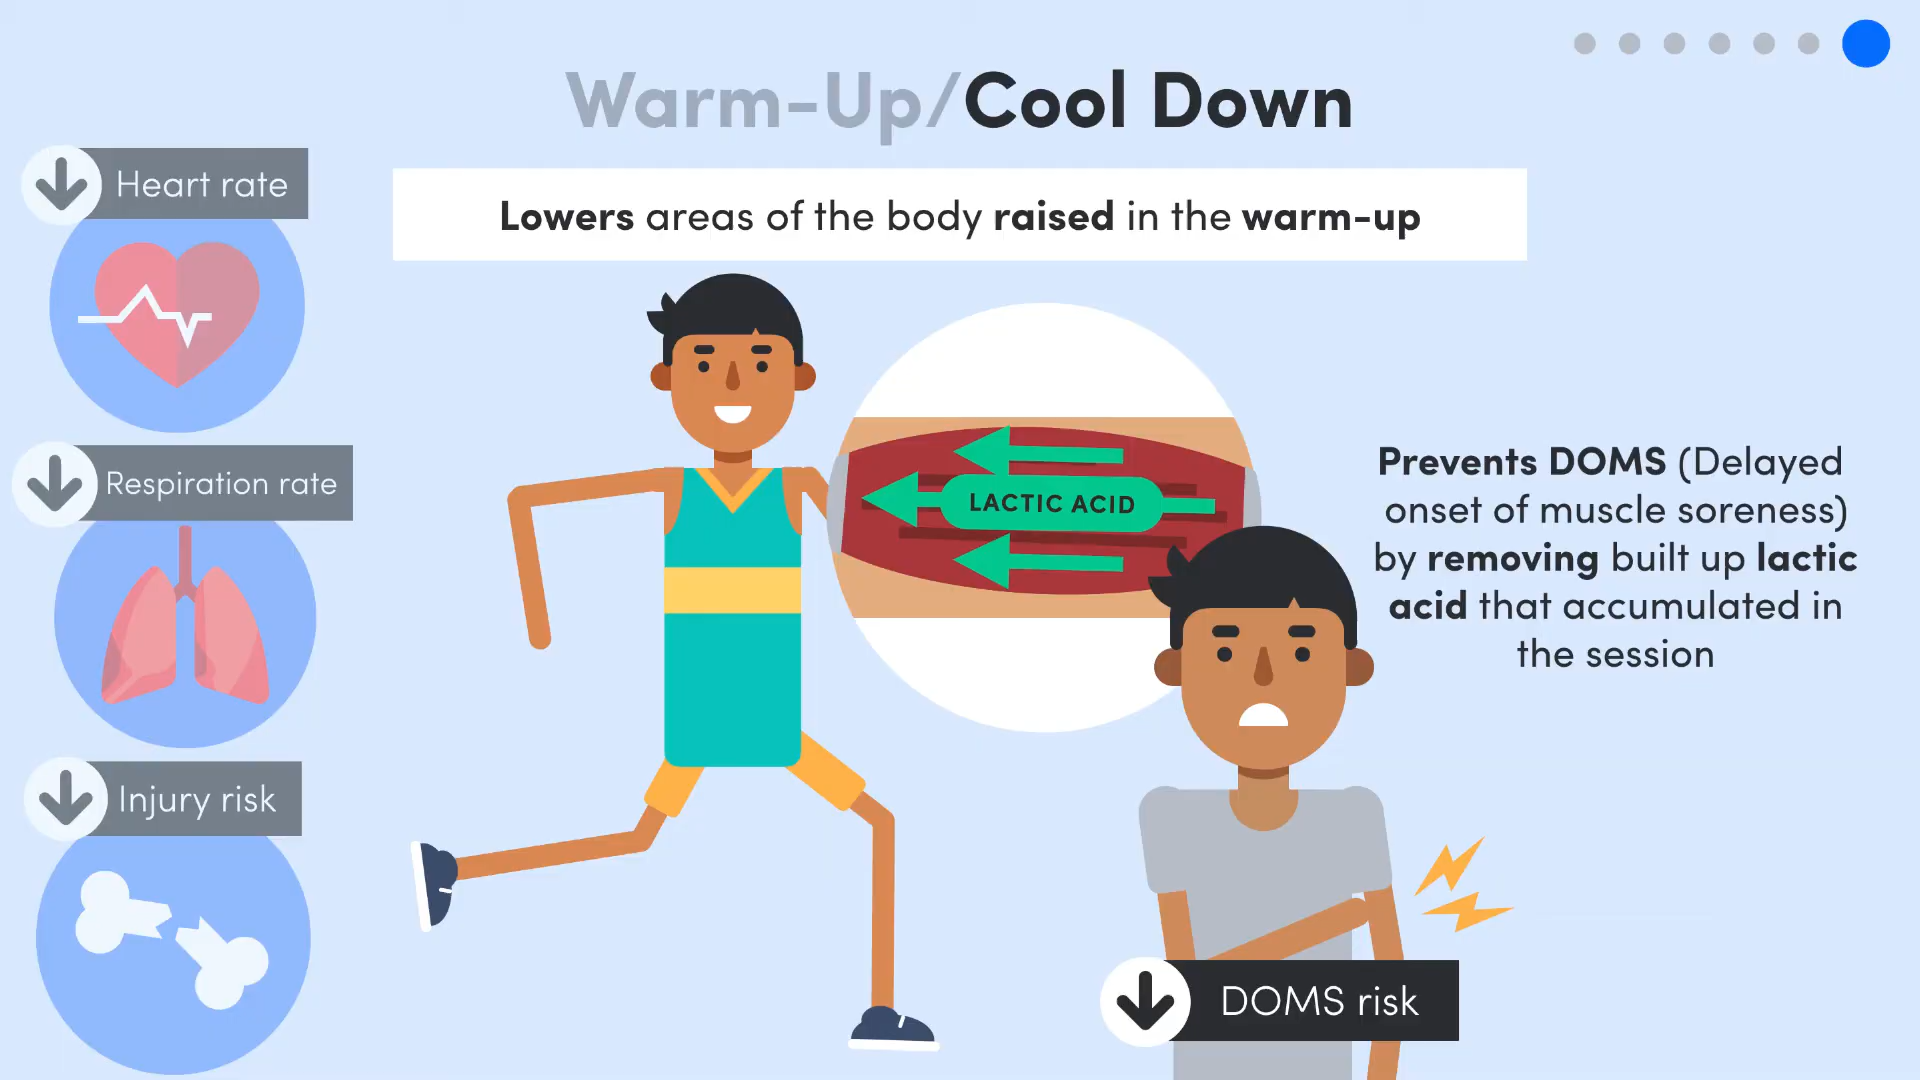 Warm-Up/Cool Down
Lowers areas of the body raised in the warm-up
Heart rate
Respiration rate
Injury risk
LACTIC ACID
Prevents DOMS (Delayed
onset of muscle soreness)
by removing built up lactic
acid that accumulated in
the session
DOMS risk